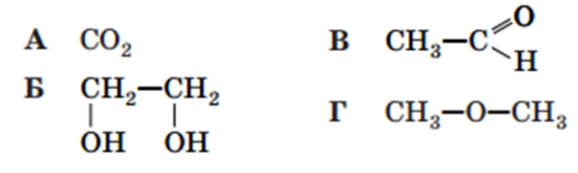 А CO₂
Б CH₂—CH₂
OH OH
В CH₃—C
O
H
Г CH₃—O—CH₃